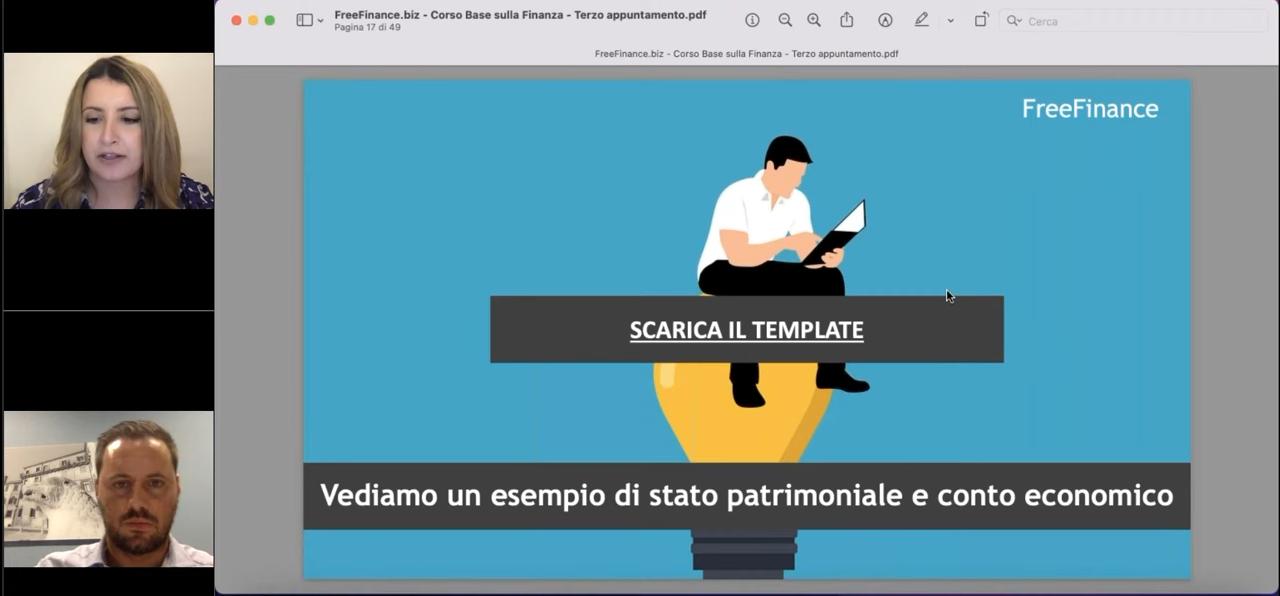 FreeFinance.biz - Corso Base sulla Finanza - Terzo appuntamento.pdf
Pagina 17 di 49
Cerca
FreeFinance.biz - Corso Base sulla Finanza - Terzo appuntamento.pdf
FreeFinance
SCARICA IL TEMPLATE
Vediamo un esempio di stato patrimoniale e conto economico